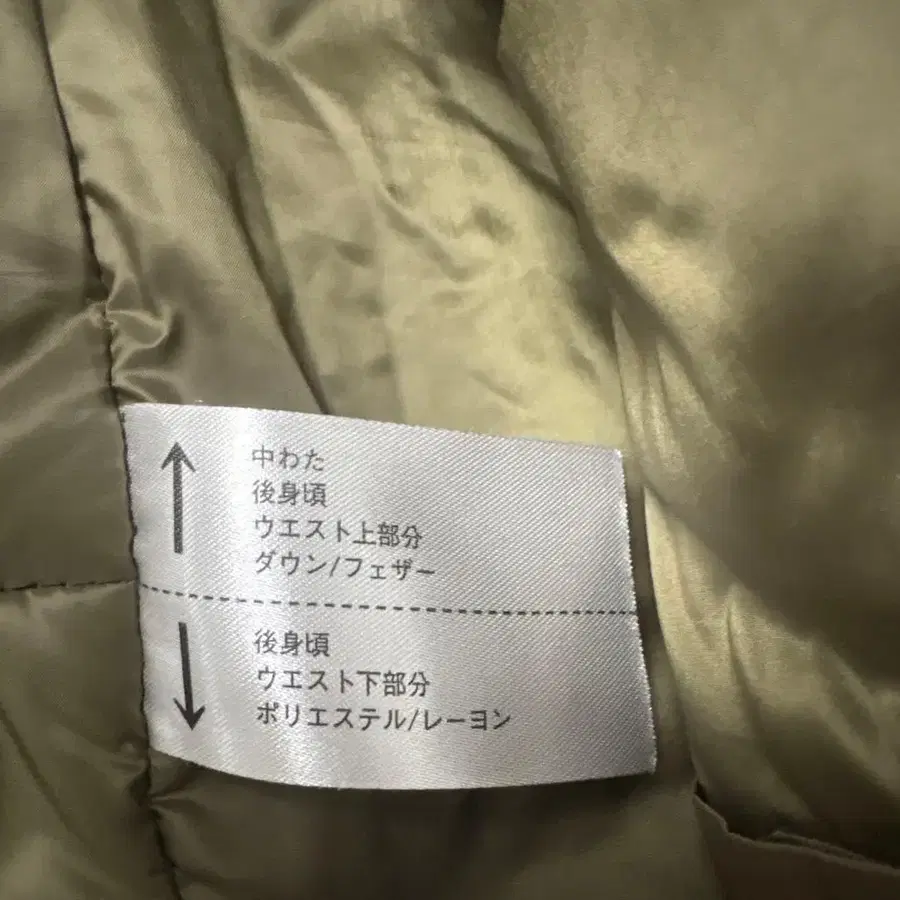 ↑ 中わた
後身頃
ウエスト上部分
ダウン/フェザー
↓ 後身頃
ウエスト下部分
ポリエステル/レーヨン